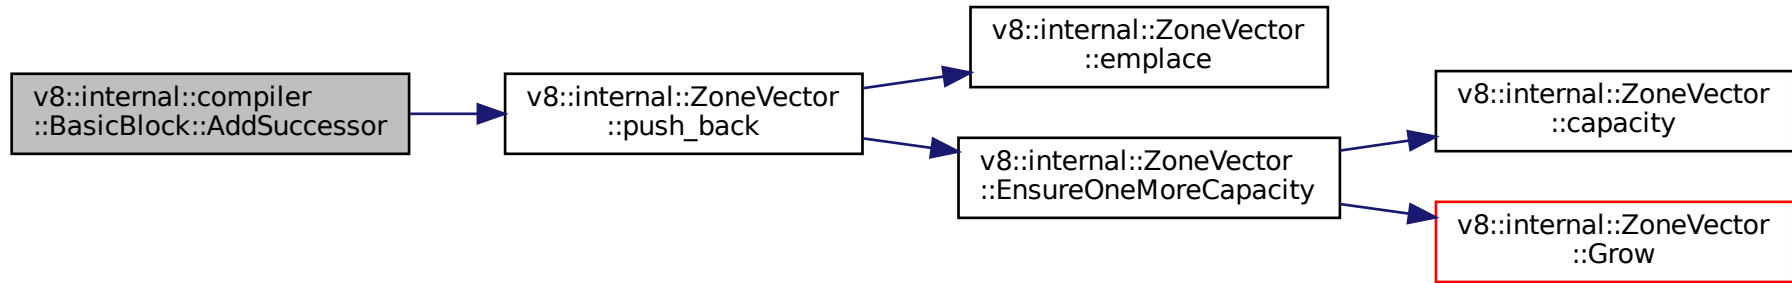 v8::internal::compiler
::BasicBlock::AddSuccessor
v8::internal::ZoneVector
::push_back
v8::internal::ZoneVector
::emplace
v8::internal::ZoneVector
::EnsureOneMoreCapacity
v8::internal::ZoneVector
::capacity
v8::internal::ZoneVector
::Grow